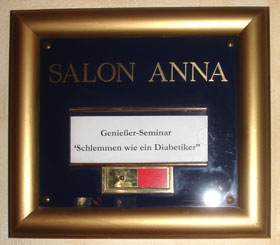 SALON ANNA
Genießer-Seminar
‘Schlemmen wie ein Diabetiker”